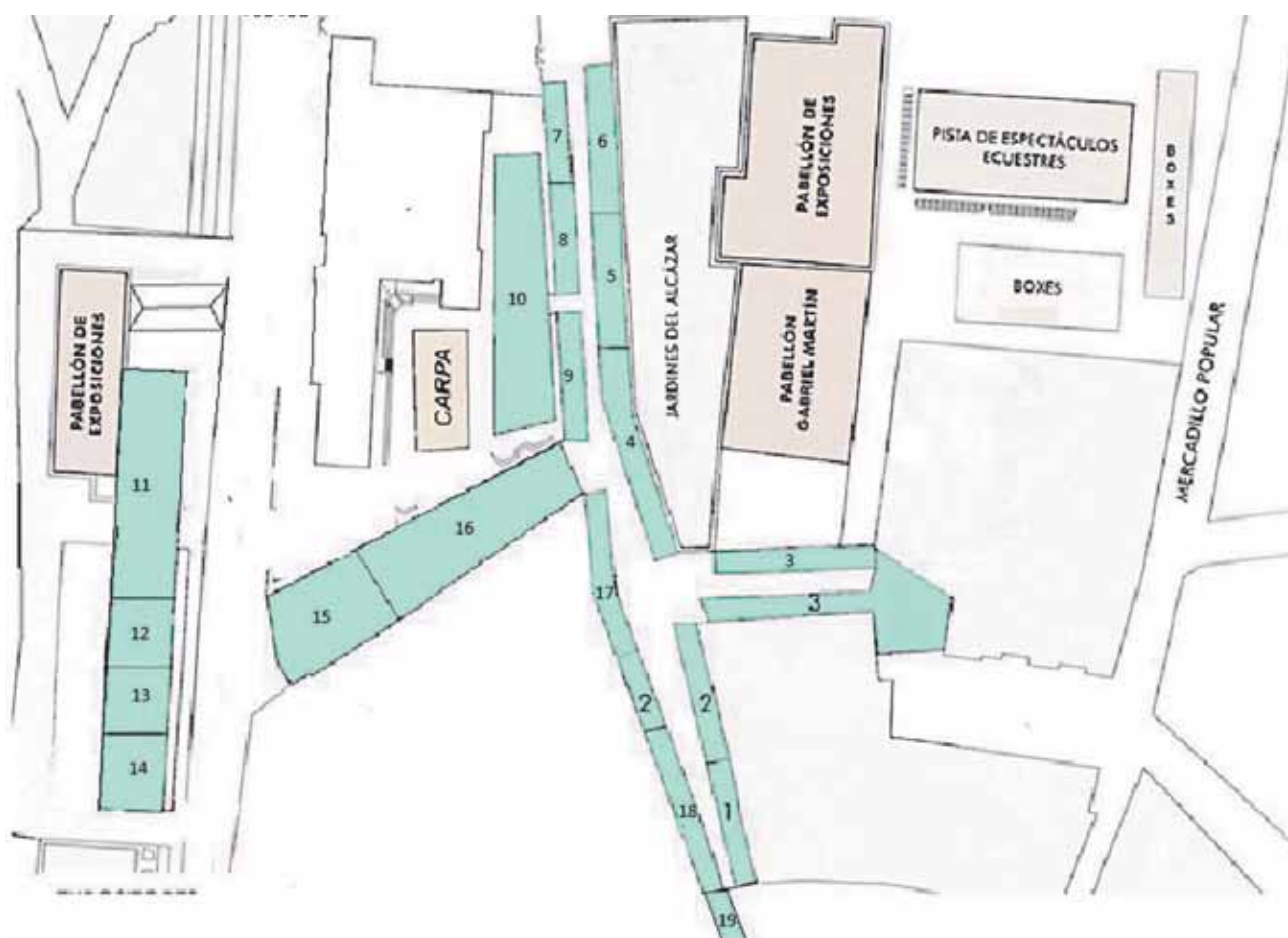 7
6
8
5
10
9
4
JARDINES DEL ALCÁZAR
PABELLÓN DE
EXPOSICIONES
PABELLÓN
GABRIEL MARTÍN
PISTA DE ESPECTÁCULOS
ECUESTRES
BOXES
BOXES
MERCADILLO POPULAR
PABELLÓN DE
EXPOSICIONES
CARPA
11
16
15
12
13
14
3
3
17
2
2
18
1
19